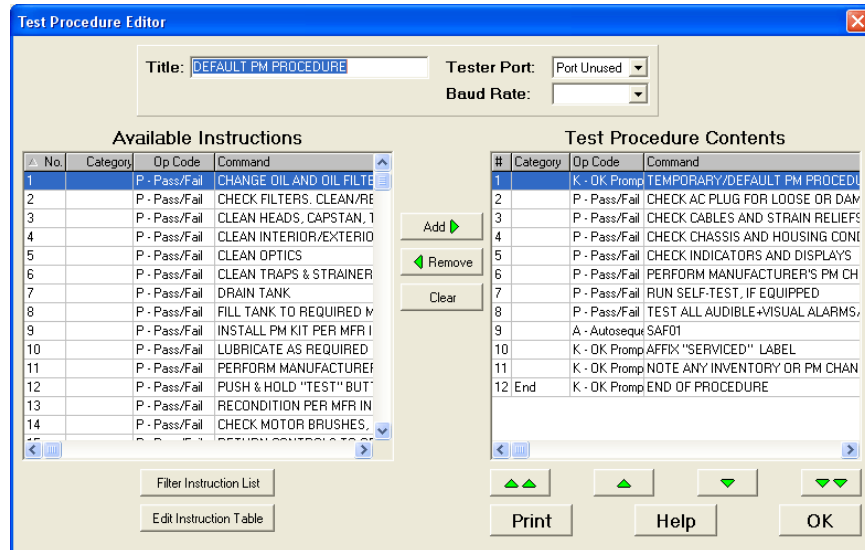 Test Procedure Editor
Title: DEFAULT PM PROCEDURE Tester Port: Port Unused
Baud Rate:
Available Instructions
No. Category Op Code Command
1 P - Pass/Fail CHANGE OIL AND OIL FILTE
2 P - Pass/Fail CHECK FILTERS. CLEAN/RE
3 P - Pass/Fail CLEAN HEADS, CAPSTAN, T
4 P - Pass/Fail CLEAN INTERIOR/EXTERIO
5 P - Pass/Fail CLEAN OPTICS
6 P - Pass/Fail CLEAN TRAPS & STRAINER
7 P - Pass/Fail DRAIN TANK
8 P - Pass/Fail FILL TANK TO REQUIRED M
9 P - Pass/Fail INSTALL PM KIT PER MFR I
10 P - Pass/Fail LUBRICATE AS REQUIRED
11 P - Pass/Fail PERFORM MANUFACTURER
12 P - Pass/Fail PUSH & HOLD "TEST" BUTT
13 P - Pass/Fail RECONDITION PER MFR IN
14 P - Pass/Fail CHECK MOTOR BRUSHES,
Filter Instruction List
Edit Instruction Table
Add
Remove
Clear
Test Procedure Contents
# Category Op Code Command
1 K - OK Promp TEMPORARY/DEFAULT PM PROCEDU
2 P - Pass/Fail CHECK AC PLUG FOR LOOSE OR DAM
3 P - Pass/Fail CHECK CABLES AND STRAIN RELIEFS
4 P - Pass/Fail CHECK CHASSIS AND HOUSING CONI
5 P - Pass/Fail CHECK INDICATORS AND DISPLAYS
6 P - Pass/Fail PERFORM MANUFACTURER'S PM CH
7 P - Pass/Fail RUN SELF-TEST, IF EQUIPPED
8 P - Pass/Fail TEST ALL AUDIBLE+VISUAL ALARMS,
9 A - Autoseque SAF01
10 K - OK Promp AFFIX "SERVICED" LABEL
11 K - OK Promp NOTE ANY INVENTORY OR PM CHAN
12 End K - OK Promp END OF PROCEDURE
Print Help OK